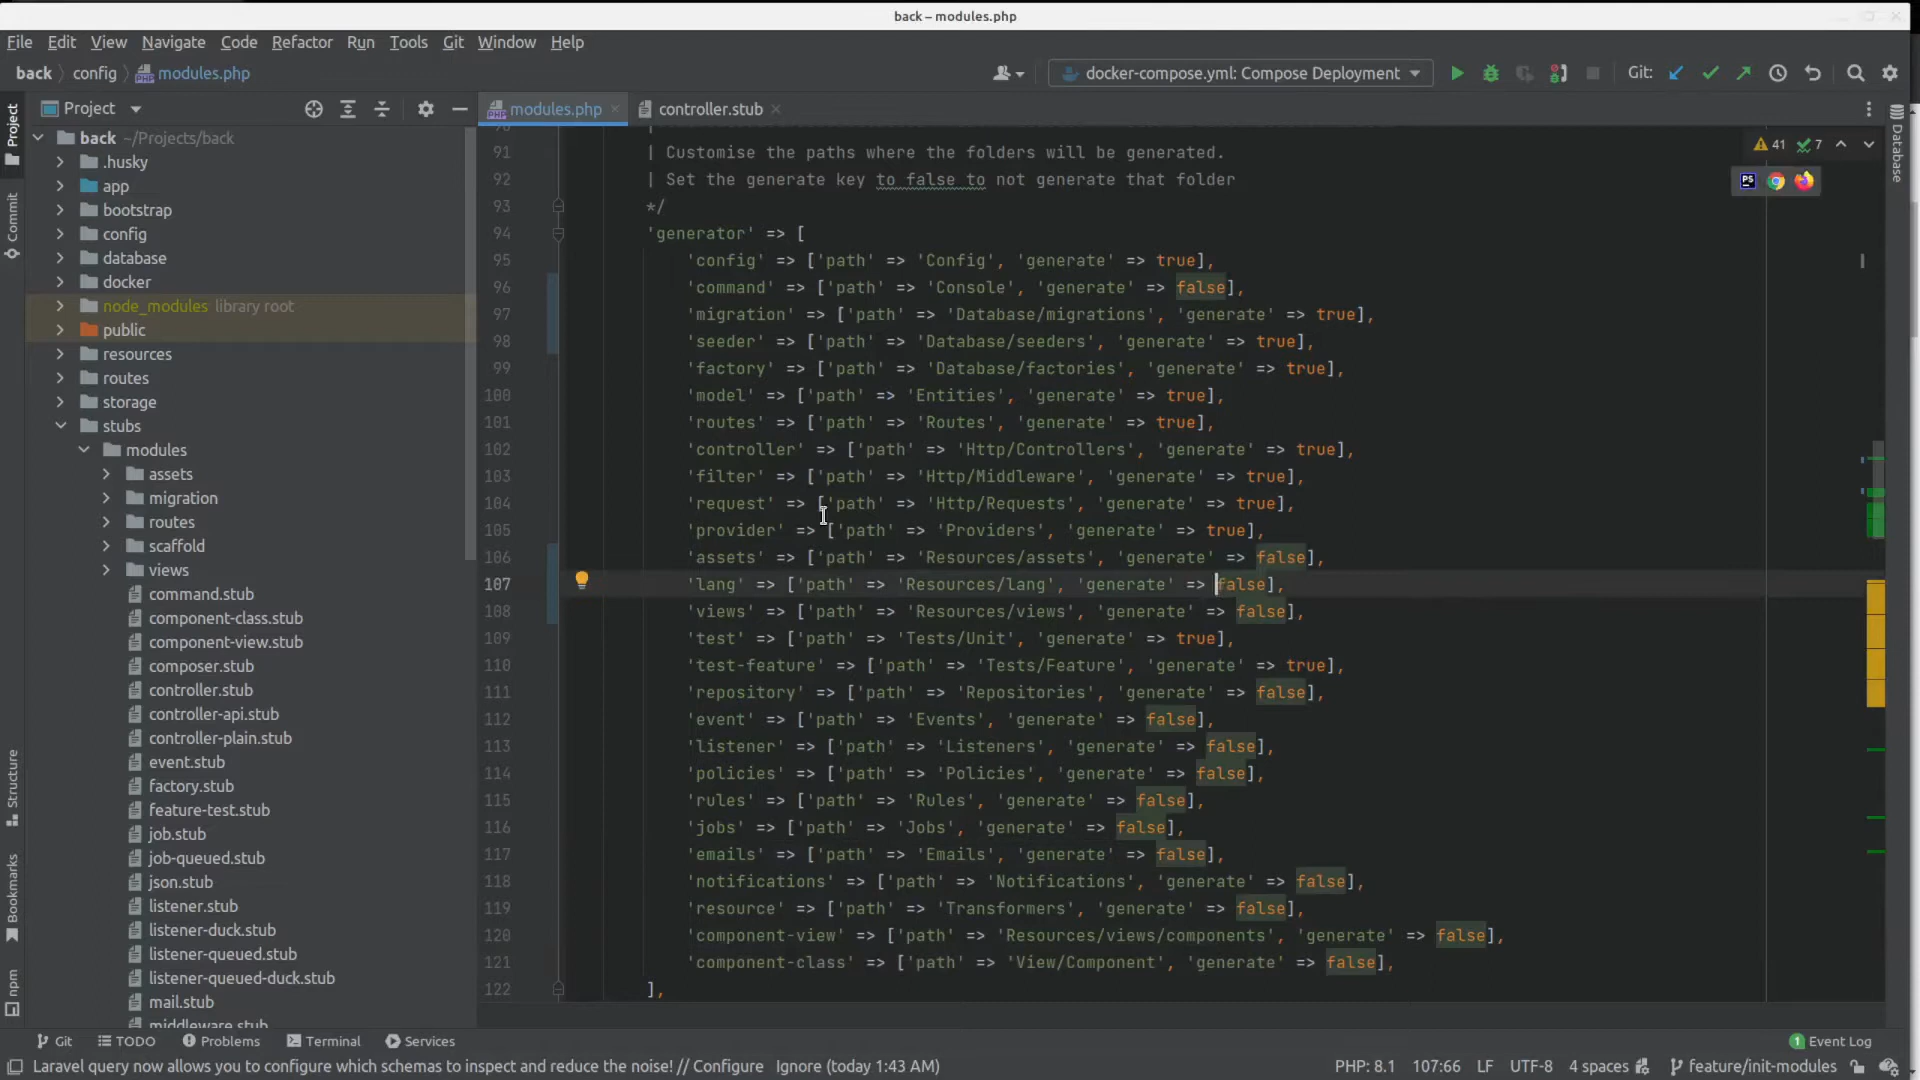 back – modules.php
File Edit View Navigate Code Refactor Run Tools Git Window Help
back config modules.php
docker-compose.yml: Compose Deployment
Git:
Project
modules.php
controller.stub
Project
Commit
Structure
Bookmarks
npm
Database
41 7
back ~/Projects/back
.husky
app
bootstrap
config
database
docker
node_modules library root
public
resources
routes
storage
stubs
modules
assets
migration
routes
scaffold
views
command.stub
component-class.stub
component-view.stub
composer.stub
controller.stub
controller-api.stub
controller-plain.stub
event.stub
factory.stub
feature-test.stub
job.stub
job-queued.stub
json.stub
listener.stub
listener-duck.stub
listener-queued.stub
listener-queued-duck.stub
mail.stub
middleware.stub
91 | Customise the paths where the folders will be generated.
92 | Set the generate key to false to not generate that folder
93 */
94 'generator' => [
95 'config' => ['path' => 'Config', 'generate' => true],
96 'command' => ['path' => 'Console', 'generate' => false],
97 'migration' => ['path' => 'Database/migrations', 'generate' => true],
98 'seeder' => ['path' => 'Database/seeders', 'generate' => true],
99 'factory' => ['path' => 'Database/factories', 'generate' => true],
100 'model' => ['path' => 'Entities', 'generate' => true],
101 'routes' => ['path' => 'Routes', 'generate' => true],
102 'controller' => ['path' => 'Http/Controllers', 'generate' => true],
103 'filter' => ['path' => 'Http/Middleware', 'generate' => true],
104 'request' => ['path' => 'Http/Requests', 'generate' => true],
105 'provider' => ['path' => 'Providers', 'generate' => true],
106 'assets' => ['path' => 'Resources/assets', 'generate' => false],
107 'lang' => ['path' => 'Resources/lang', 'generate' => false],
108 'views' => ['path' => 'Resources/views', 'generate' => false],
109 'test' => ['path' => 'Tests/Unit', 'generate' => true],
110 'test-feature' => ['path' => 'Tests/Feature', 'generate' => true],
111 'repository' => ['path' => 'Repositories', 'generate' => false],
112 'event' => ['path' => 'Events', 'generate' => false],
113 'listener' => ['path' => 'Listeners', 'generate' => false],
114 'policies' => ['path' => 'Policies', 'generate' => false],
115 'rules' => ['path' => 'Rules', 'generate' => false],
116 'jobs' => ['path' => 'Jobs', 'generate' => false],
117 'emails' => ['path' => 'Emails', 'generate' => false],
118 'notifications' => ['path' => 'Notifications', 'generate' => false],
119 'resource' => ['path' => 'Transformers', 'generate' => false],
120 'component-view' => ['path' => 'Resources/views/components', 'generate' => false],
121 'component-class' => ['path' => 'View/Component', 'generate' => false],
122 ],
Git TODO Problems Terminal Services
1 Event Log
Laravel query now allows you to configure which schemas to inspect and reduce the noise! // Configure Ignore (today 1:43 AM)
PHP: 8.1 107:66 LF UTF-8 4 spaces feature/init-modules